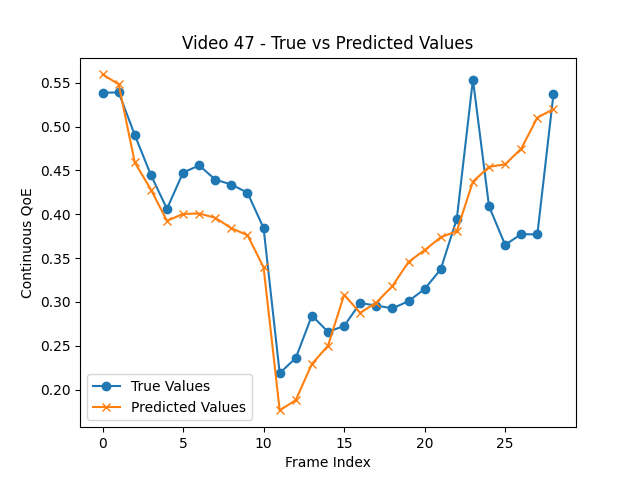 Video 47 - True vs Predicted Values
Continuous QoE
0.55
0.50
0.45
0.40
0.35
0.30
0.25
0.20
True Values
Predicted Values
0
5
10
15
20
25
Frame Index